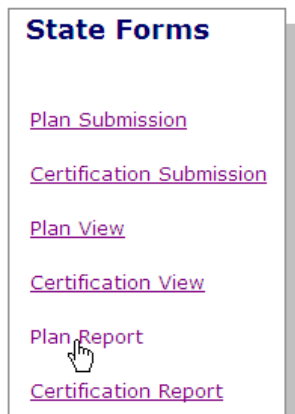 State Forms
Plan Submission
Certification Submission
Plan View
Certification View
Plan Report
Certification Report